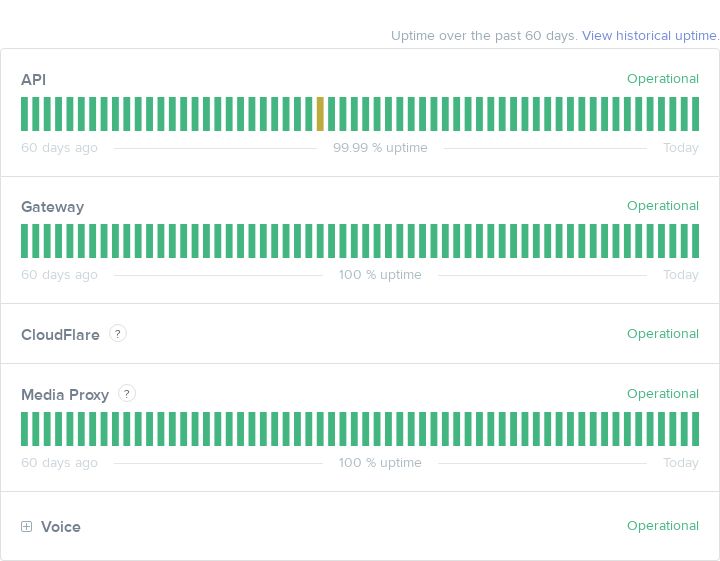 Uptime over the past 60 days. View historical uptime.
API Operational
60 days ago 99.99 % uptime Today
Gateway Operational
60 days ago 100 % uptime Today
CloudFlare ? Operational
Media Proxy ? Operational
60 days ago 100 % uptime Today
Voice Operational